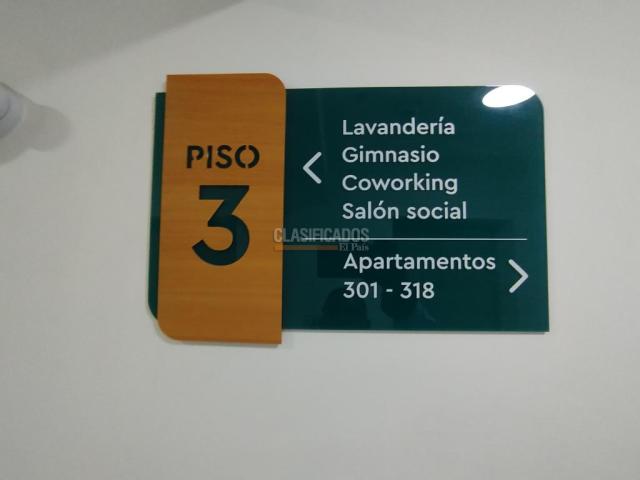 PISO
3
Lavandería
Gimnasio
Coworking
Salón social
Apartamentos
301 - 318
CLASIFICADOS
El País